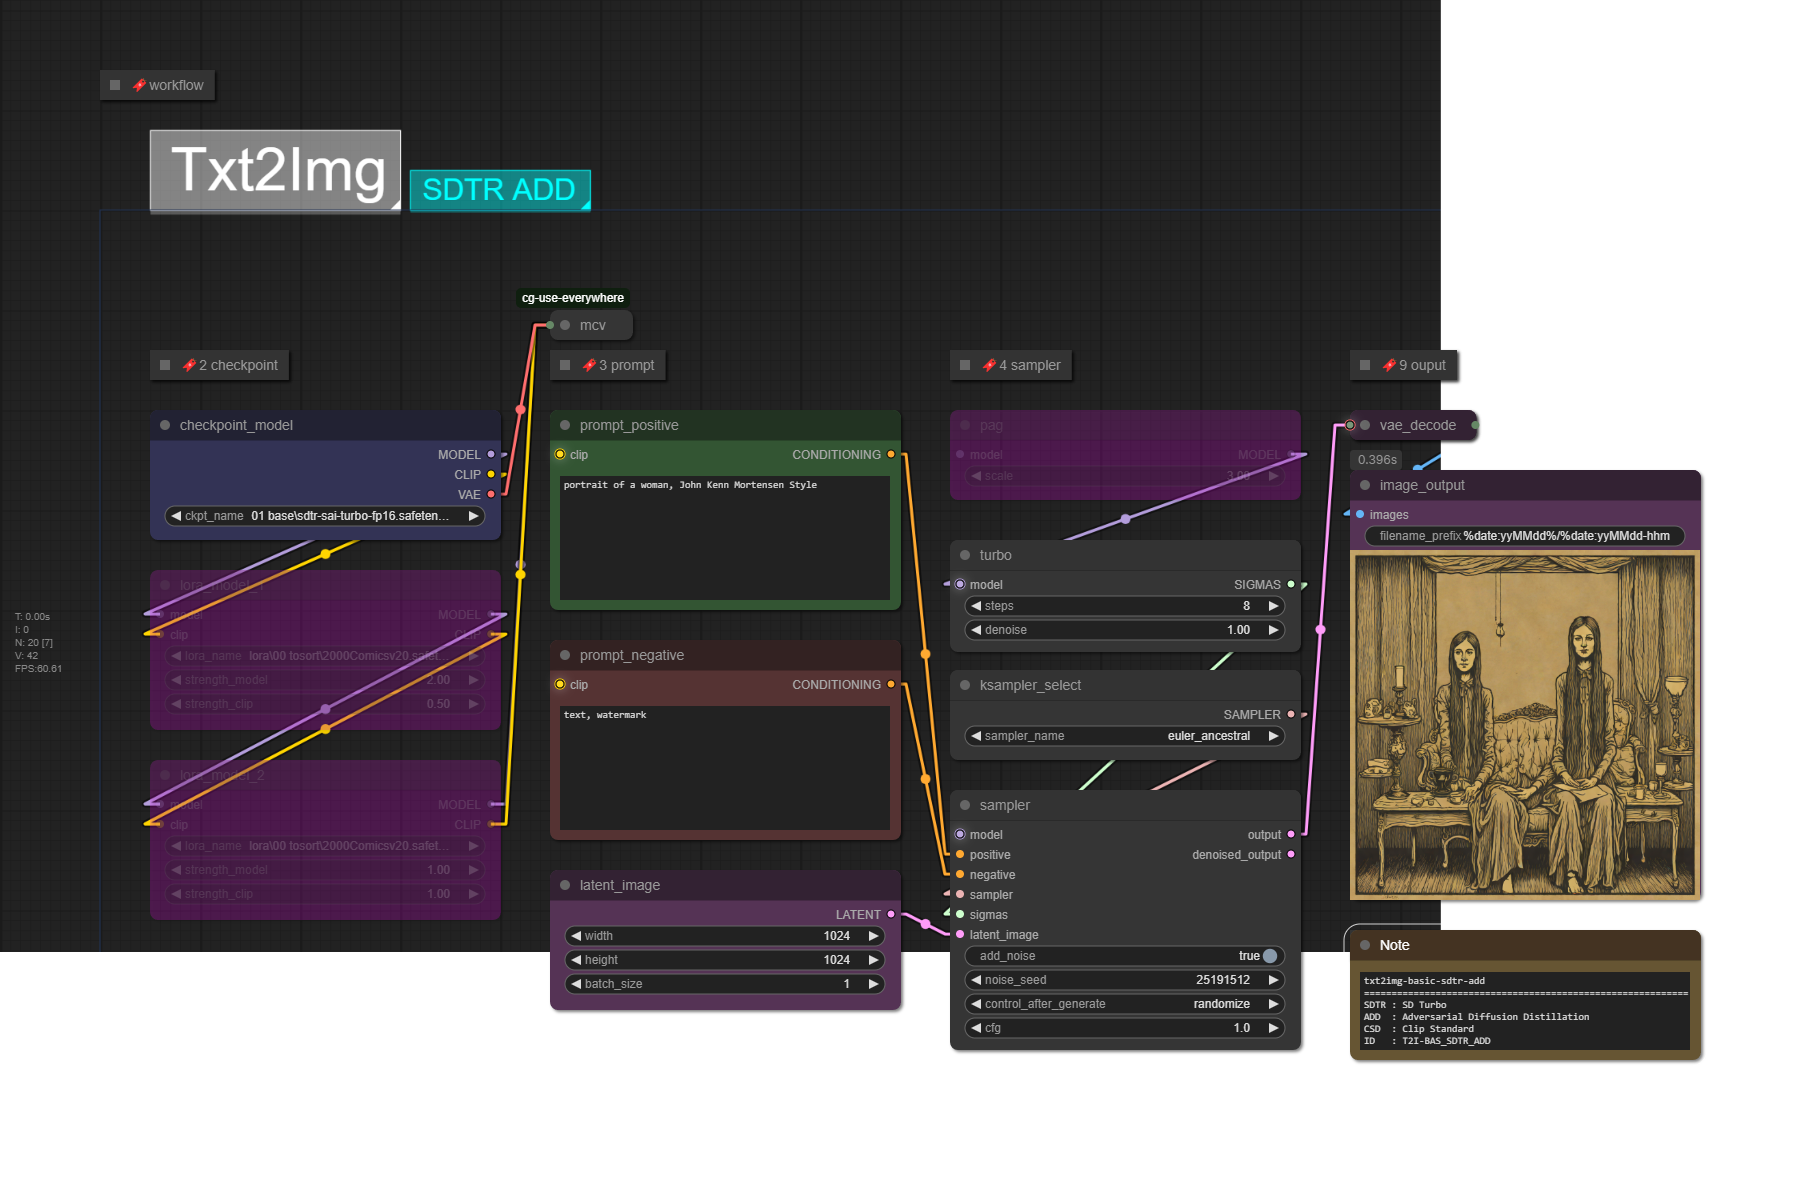 workflow
Txt2Img
SDTR ADD
cg-use-everywhere
mcv
2 checkpoint
3 prompt
4 sampler
9 ouput
checkpoint_model
MODEL
CLIP
VAE
ckpt_name 01 base\sdtr-sai-turbo-fp16.safeten...
lora_model_1
model MODEL
clip CLIP
lora_name lora\00 tosort\2000Comicsv20.safet...
strength_model 2.00
strength_clip 0.50
lora_model_2
model MODEL
clip CLIP
lora_name lora\00 tosort\2000Comicsv20.safet...
strength_model 1.00
strength_clip 1.00
T: 0.00s
I: 0
N: 20 [7]
V: 42
FPS:60.61
prompt_positive
clip CONDITIONING
portrait of a woman, John Kenn Mortensen Style
prompt_negative
clip CONDITIONING
text, watermark
latent_image
LATENT
width 1024
height 1024
batch_size 1
pag
model MODEL
scale 3.00
turbo
model SIGMAS
steps 8
denoise 1.00
ksampler_select
SAMPLER
sampler_name euler_ancestral
sampler
model output
positive denoised_output
negative
sampler
sigmas
latent_image
add_noise true
noise_seed 25191512
control_after_generate randomize
cfg 1.0
vae_decode
0.396s
image_output
images
filename_prefix %date:yyMMdd%/%date:yyMMdd-hhm
Note
txt2img-basic-sdtr-add
==========================================================
SDTR : SD Turbo
ADD : Adversarial Diffusion Distillation
CSD : Clip Standard
ID : T2I-BAS_SDTR_ADD